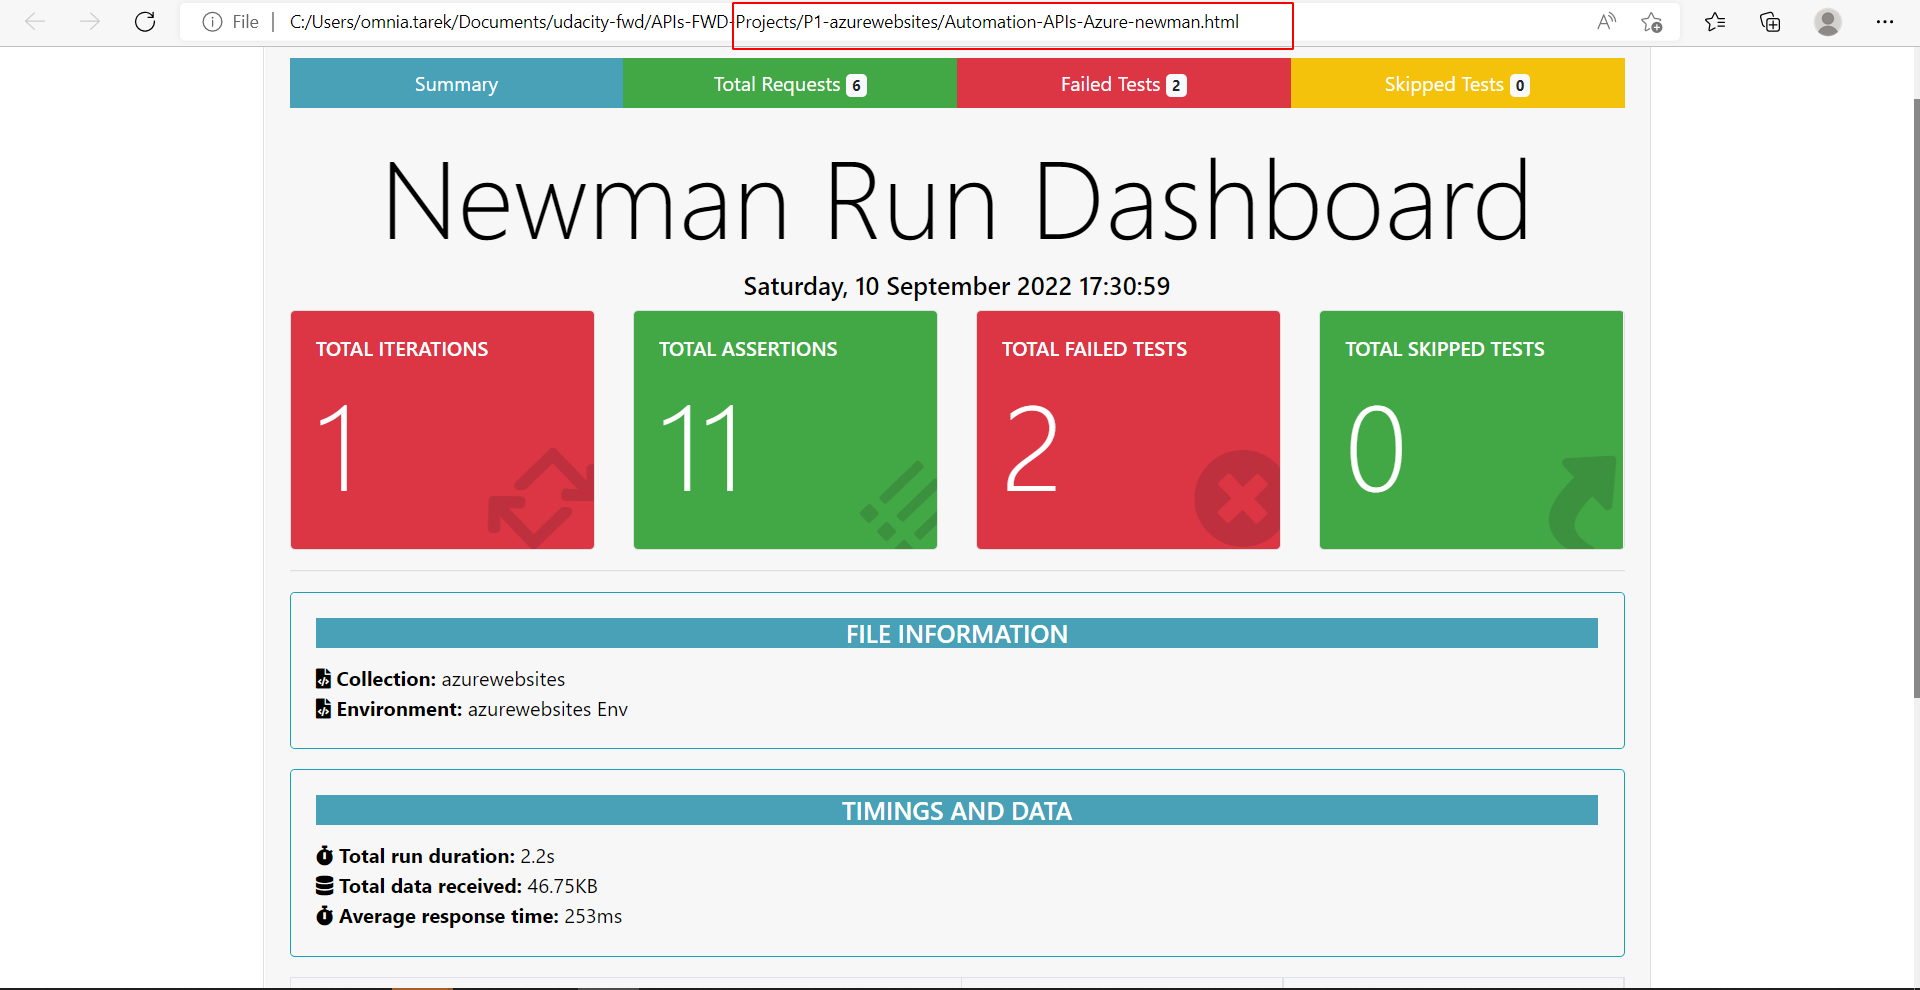 File | C:/Users/omnia.tarek/Documents/udacity-fwd/APIs-FWD-Projects/P1-azurewebsites/Automation-APIs-Azure-newman.html
Summary Total Requests 6 Failed Tests 2 Skipped Tests 0
Newman Run Dashboard
Saturday, 10 September 2022 17:30:59
TOTAL ITERATIONS TOTAL ASSERTIONS TOTAL FAILED TESTS TOTAL SKIPPED TESTS
1 11 2 0
FILE INFORMATION
Collection: azurewebsites
Environment: azurewebsites Env
TIMINGS AND DATA
Total run duration: 2.2s
Total data received: 46.75KB
Average response time: 253ms